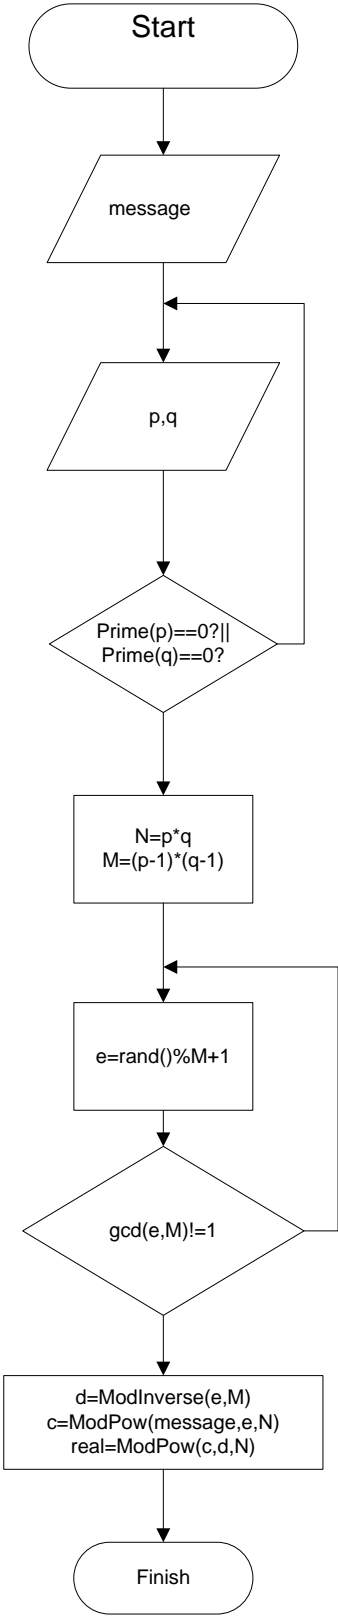 Start
message
p,q
Prime(p)==0?||
Prime(q)==0?
N=p*q
M=(p-1)*(q-1)
e=rand()%M+1
gcd(e,M)!=1
d=ModInverse(e,M)
c=ModPow(message,e,N)
real=ModPow(c,d,N)
Finish